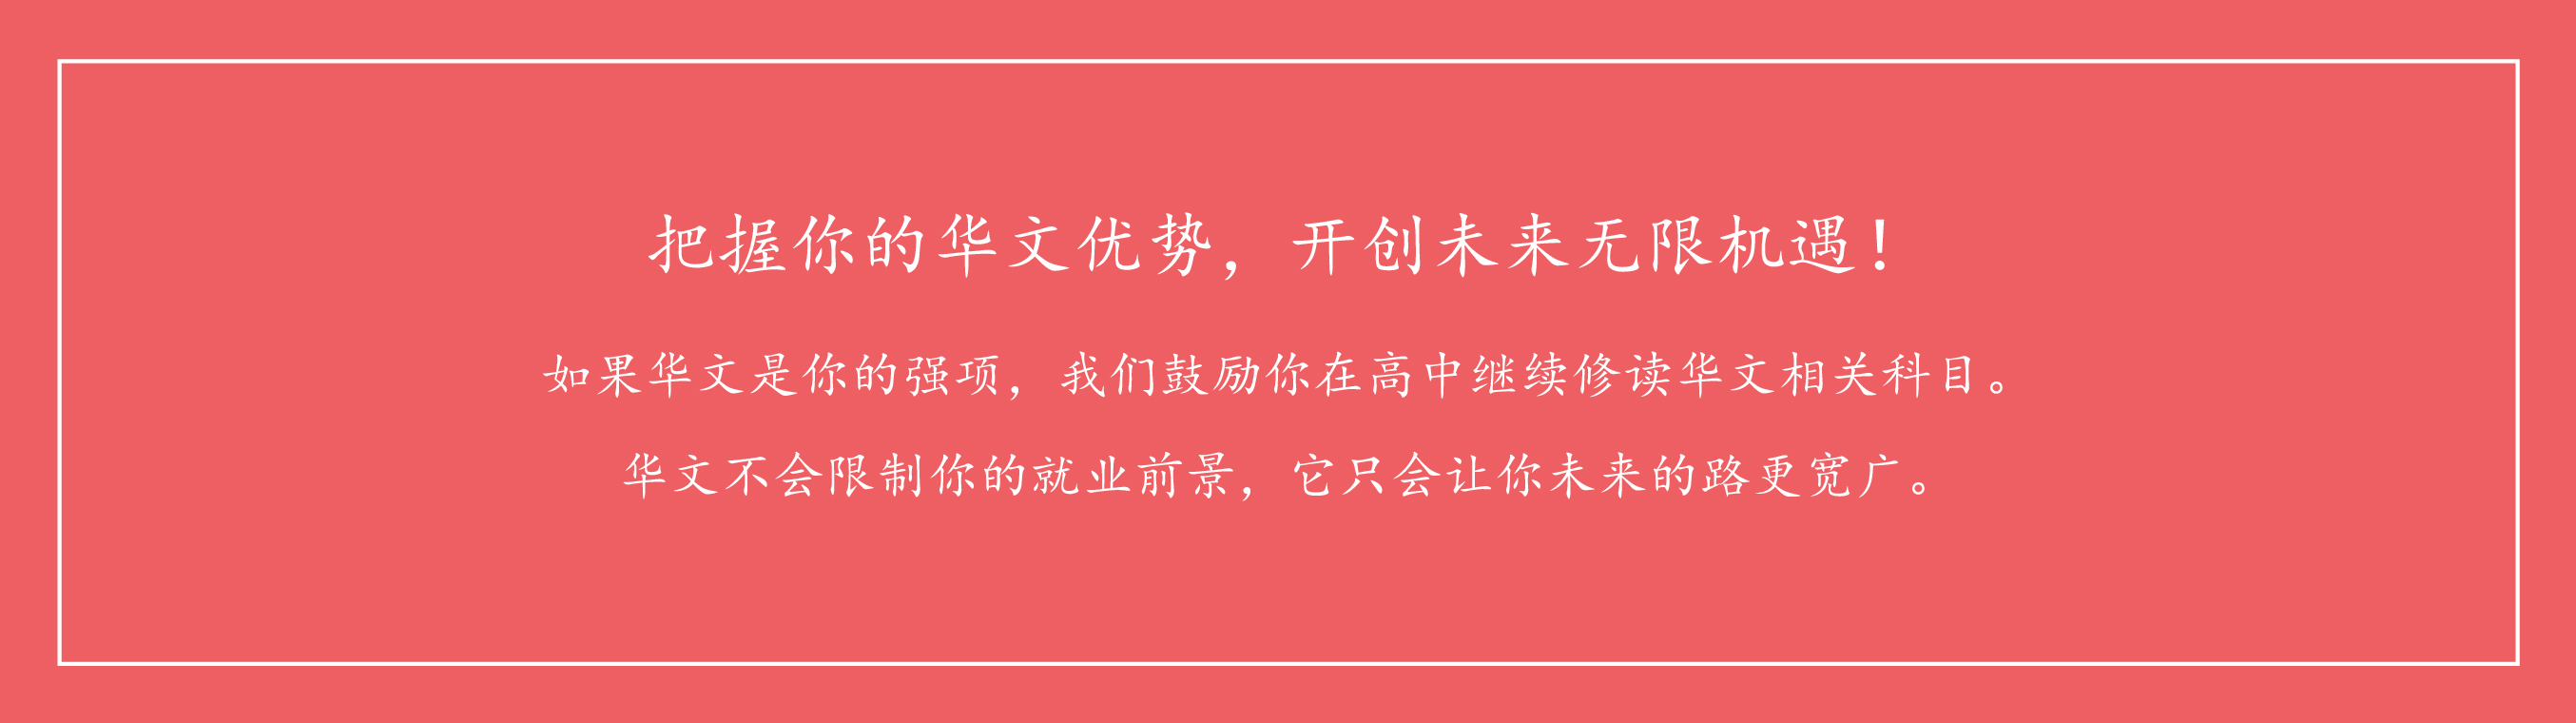 把握你的华文优势，开创未来无限机遇！
如果华文是你的强项，我们鼓励你在高中继续修读华文相关科目。
华文不会限制你的就业前景，它只会让你未来的路更宽广。